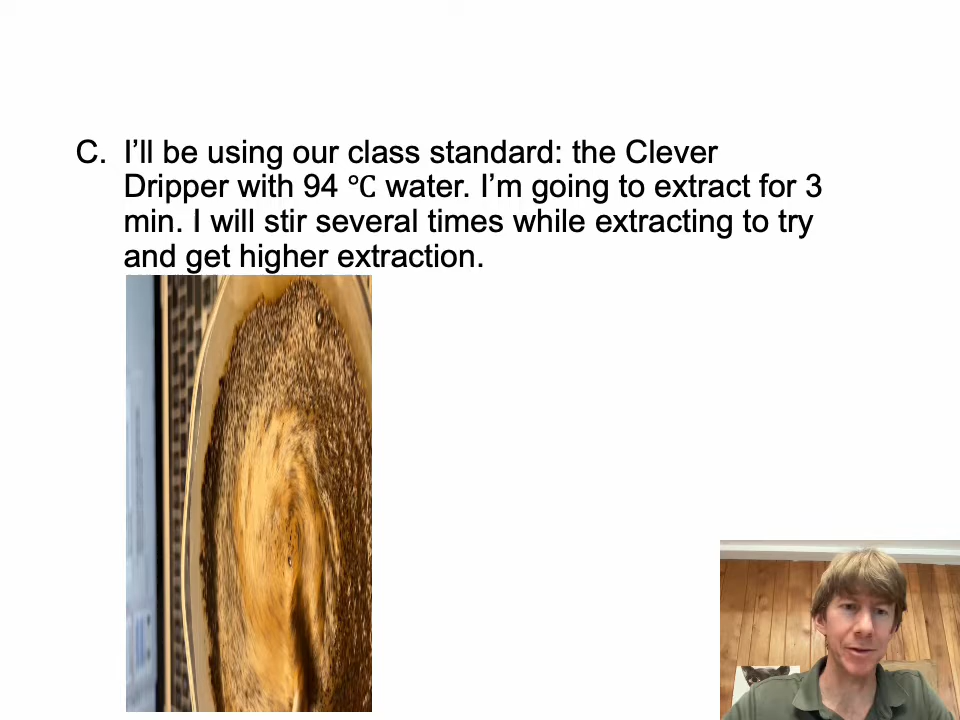 C. I’ll be using our class standard: the Clever
Dripper with 94 ℃ water. I’m going to extract for 3
min. I will stir several times while extracting to try
and get higher extraction.